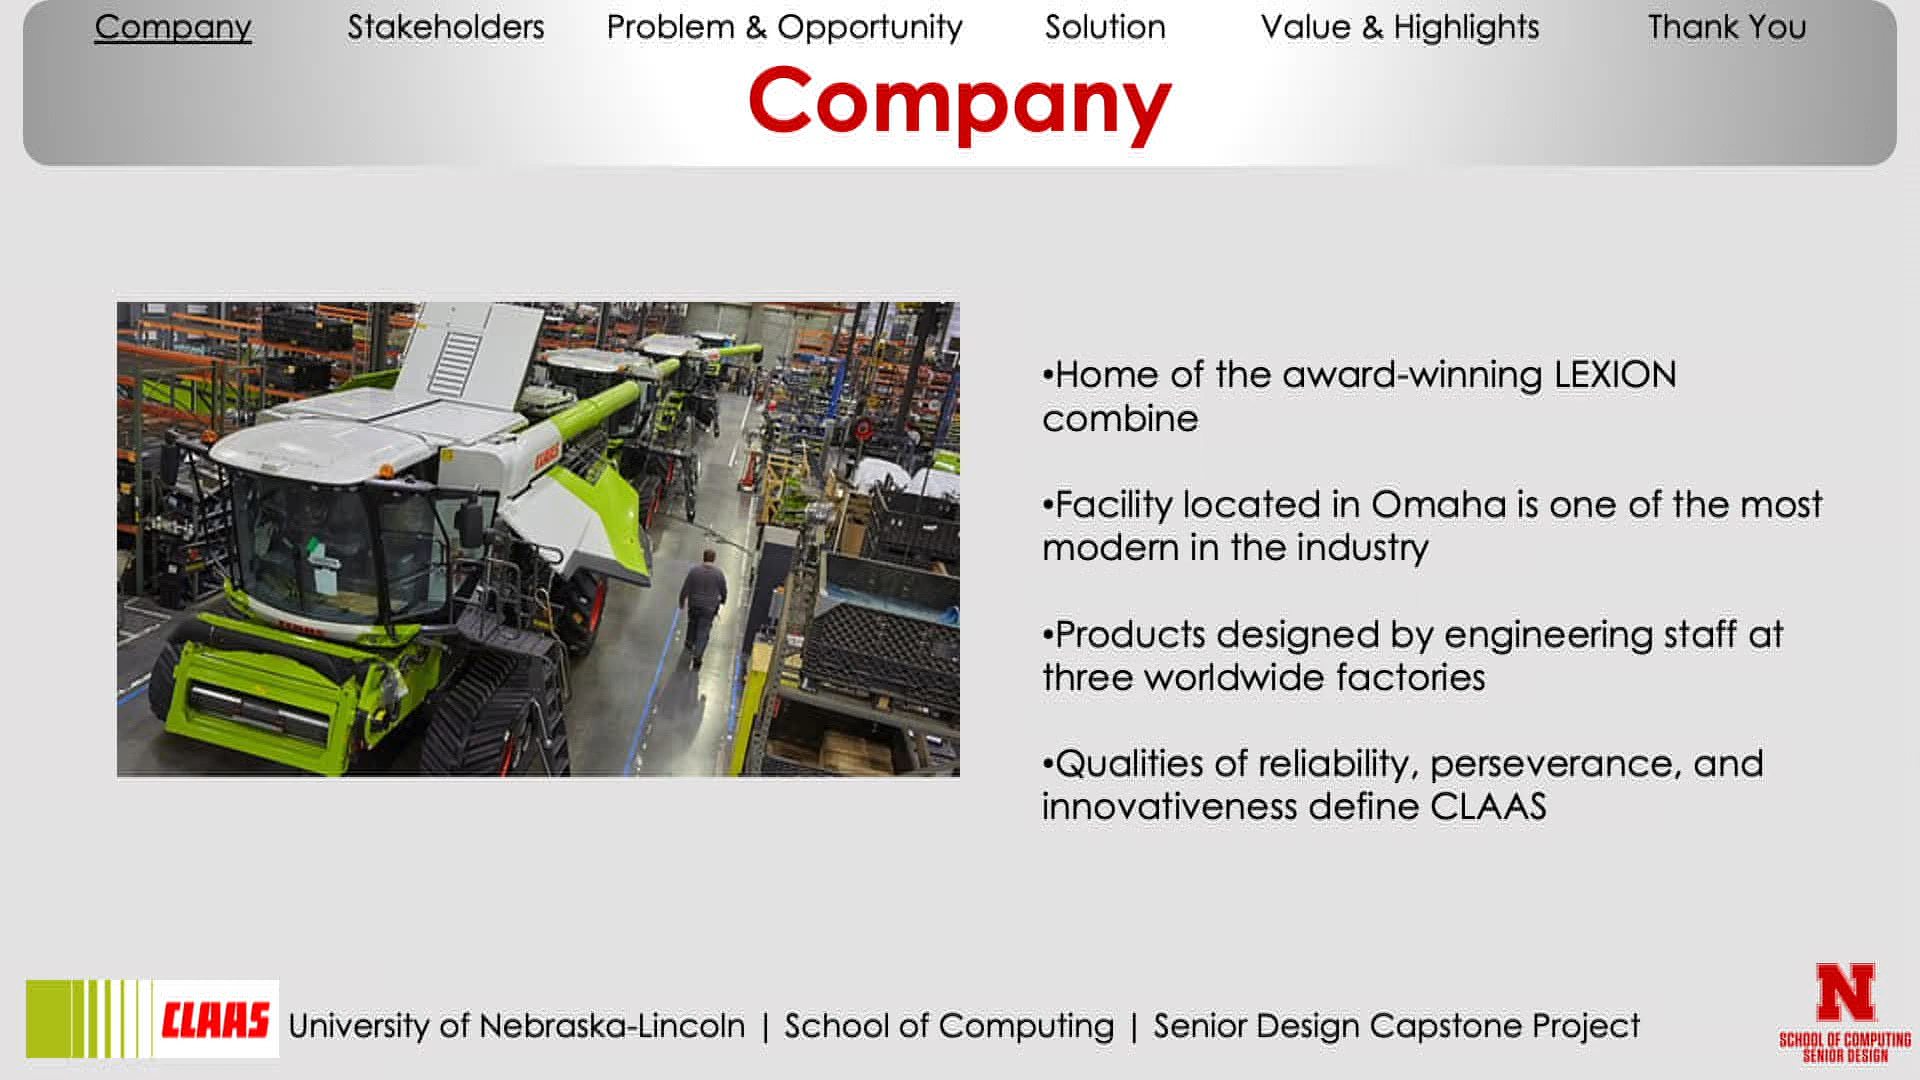 Company Stakeholders Problem & Opportunity Solution Value & Highlights Thank You
Company
•Home of the award-winning LEXION
combine
•Facility located in Omaha is one of the most
modern in the industry
•Products designed by engineering staff at
three worldwide factories
•Qualities of reliability, perseverance, and
innovativeness define CLAAS
CLAAS
CLAAS
CLAAS University of Nebraska-Lincoln | School of Computing | Senior Design Capstone Project
N
SCHOOL OF COMPUTING
SENIOR DESIGN